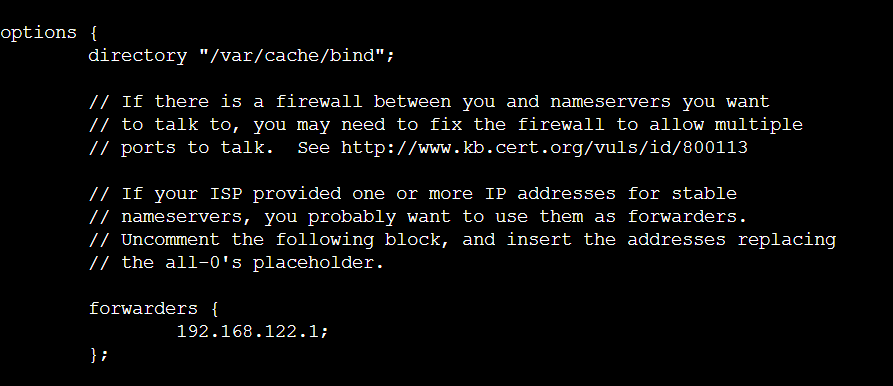 options {
directory "/var/cache/bind";
// If there is a firewall between you and nameservers you want
// to talk to, you may need to fix the firewall to allow multiple
// ports to talk.  See http://www.kb.cert.org/vuls/id/800113
// If your ISP provided one or more IP addresses for stable
// nameservers, you probably want to use them as forwarders.
// Uncomment the following block, and insert the addresses replacing
// the all-0's placeholder.
forwarders {
192.168.122.1;
};